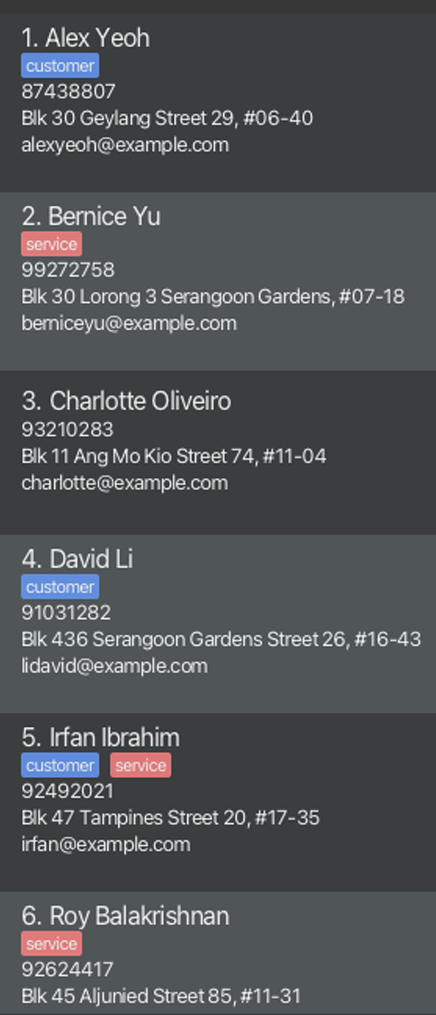 1. Alex Yeoh
customer
87438807
Blk 30 Geylang Street 29, #06-40
alexyeoh@example.com
2. Bernice Yu
service
99272758
Blk 30 Lorong 3 Serangoon Gardens, #07-18
berniceyu@example.com
3. Charlotte Oliveiro
93210283
Blk 11 Ang Mo Kio Street 74, #11-04
charlotte@example.com
4. David Li
customer
91031282
Blk 436 Serangoon Gardens Street 26, #16-43
lidavid@example.com
5. Irfan Ibrahim
customer service
92492021
Blk 47 Tampines Street 20, #17-35
irfan@example.com
6. Roy Balakrishnan
service
92624417
Blk 45 Aljunied Street 85, #11-31